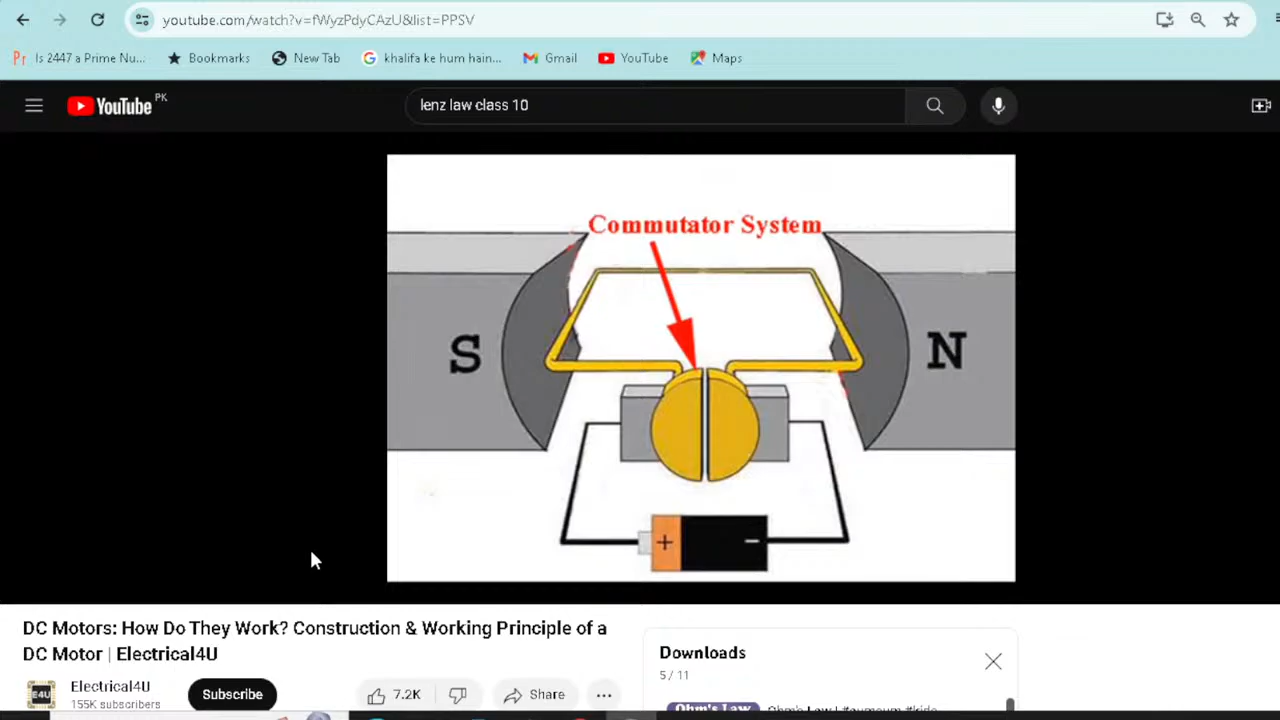 youtube.com/watch?v=fWyzPdyCAzU&list=PPSV
Is 2447 a Prime Nu... Bookmarks New Tab khalifa ke hum hain... Gmail YouTube Maps
YouTube PK
lenz law class 10
Commutator System
S N
+ −
DC Motors: How Do They Work? Construction & Working Principle of a
DC Motor | Electrical4U
Downloads
5 / 11
E4U
Electrical4U
155K subscribers
Subscribe
7.2K
Share
Ohm's Law